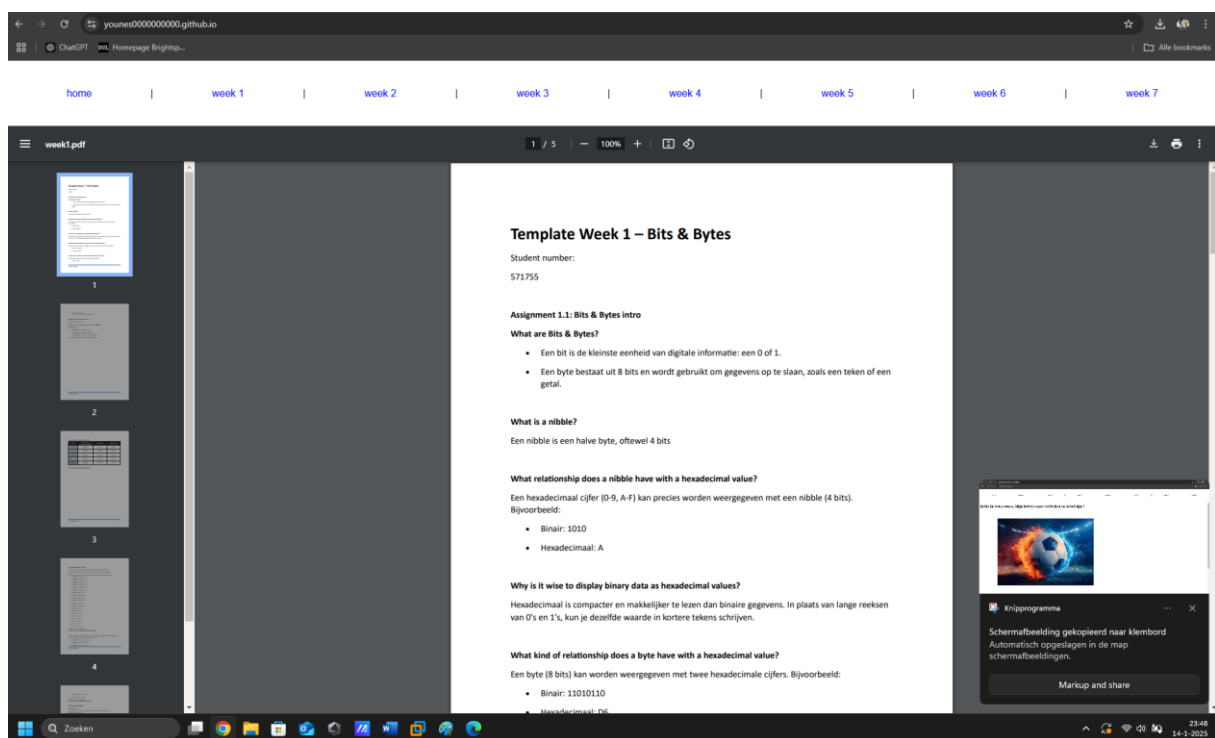 younes0000000000.github.io
ChatGPT
D2L Homepage Brightsp...
Alle bookmarks
home | week 1 | week 2 | week 3 | week 4 | week 5 | week 6 | week 7
week1.pdf
1 / 5 | 100% |
1
2
3
4
Template Week 1 – Bits & Bytes
Student number:
571755
Assignment 1.1: Bits & Bytes intro
What are Bits & Bytes?
• Een bit is de kleinste eenheid van digitale informatie: een 0 of 1.
• Een byte bestaat uit 8 bits en wordt gebruikt om gegevens op te slaan, zoals een teken of een
getal.
What is a nibble?
Een nibble is een halve byte, oftewel 4 bits
What relationship does a nibble have with a hexadecimal value?
Een hexadecimaal cijfer (0-9, A-F) kan precies worden weergegeven met een nibble (4 bits).
Bijvoorbeeld:
• Binair: 1010
• Hexadecimaal: A
Why is it wise to display binary data as hexadecimal values?
Hexadecimaal is compacter en makkelijker te lezen dan binaire gegevens. In plaats van lange reeksen
van 0's en 1's, kun je dezelfde waarde in kortere tekens schrijven.
What kind of relationship does a byte have with a hexadecimal value?
Een byte (8 bits) kan worden weergegeven met twee hexadecimale cijfers. Bijvoorbeeld:
• Binair: 11010110
• Hexadecimaal: D6
Knipprogramma
Schermafbeelding gekopieerd naar klembord
Automatisch opgeslagen in de map
schermafbeeldingen.
Markup and share
Zoeken
23:48
14-1-2025